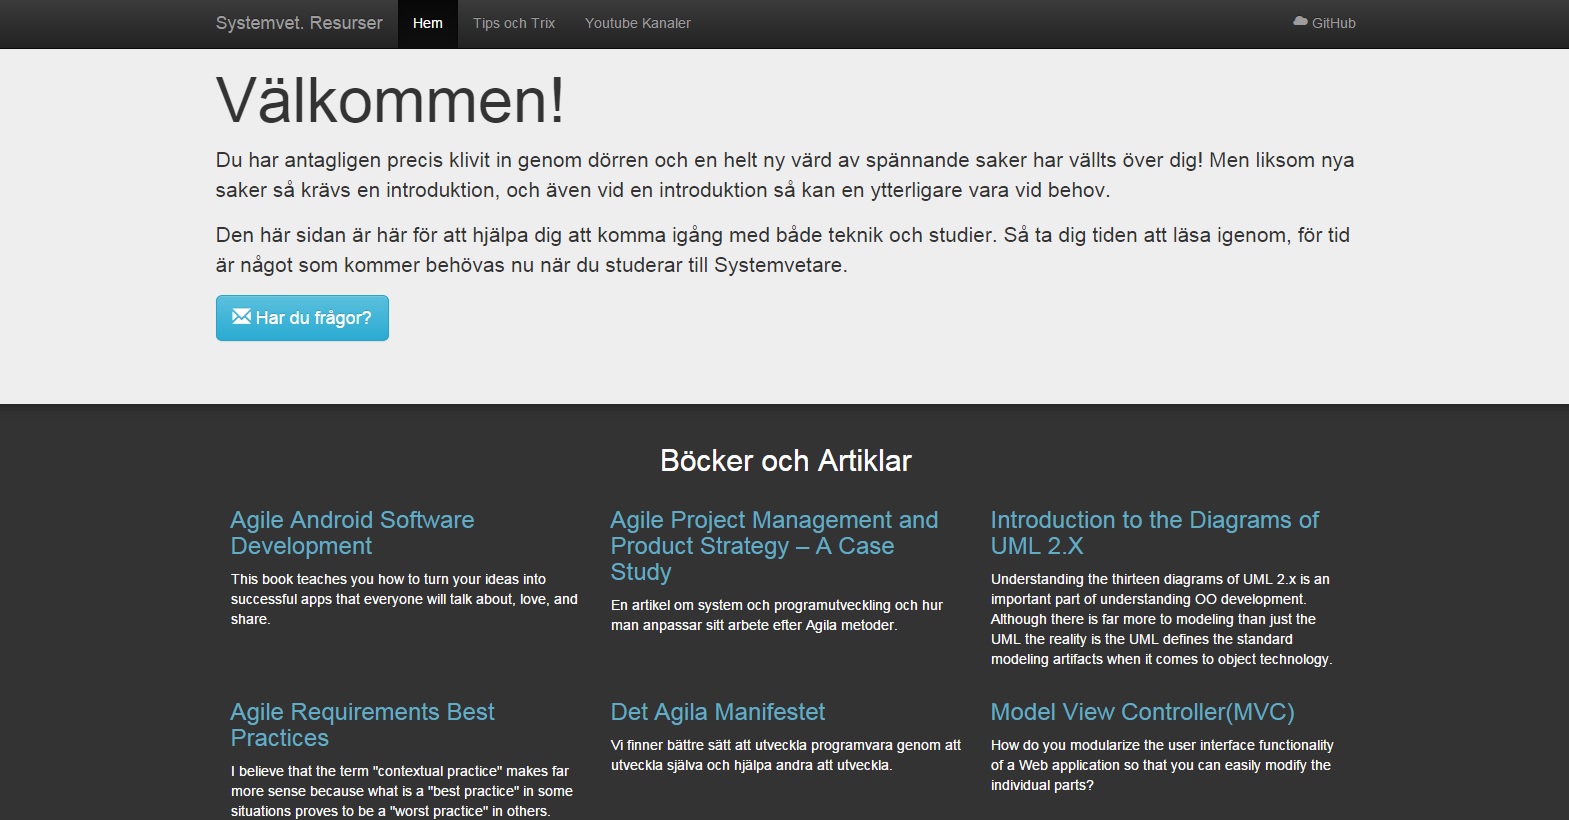 Systemvet. Resurser Hem Tips och Trix Youtube Kanaler GitHub
Välkommen!
Du har antagligen precis klivit in genom dörren och en helt ny värd av spännande saker har vällts över dig! Men liksom nya
saker så krävs en introduktion, och även vid en introduktion så kan en ytterligare vara vid behov.
Den här sidan är här för att hjälpa dig att komma igång med både teknik och studier. Så ta dig tiden att läsa igenom, för tid
är något som kommer behövas nu när du studerar till Systemvetare.
Har du frågor?
Böcker och Artiklar
Agile Android Software
Development
This book teaches you how to turn your ideas into
successful apps that everyone will talk about, love, and
share.
Agile Project Management and
Product Strategy – A Case
Study
En artikel om system och programutveckling och hur
man anpassar sitt arbete efter Agila metoder.
Introduction to the Diagrams of
UML 2.X
Understanding the thirteen diagrams of UML 2.x is an
important part of understanding OO development.
Although there is far more to modeling than just the
UML the reality is the UML defines the standard
modeling artifacts when it comes to object technology.
Agile Requirements Best
Practices
I believe that the term "contextual practice" makes far
more sense because what is a "best practice" in some
situations proves to be a "worst practice" in others.
Det Agila Manifestet
Vi finner bättre sätt att utveckla programvara genom att
utveckla själva och hjälpa andra att utveckla.
Model View Controller(MVC)
How do you modularize the user interface functionality
of a Web application so that you can easily modify the
individual parts?